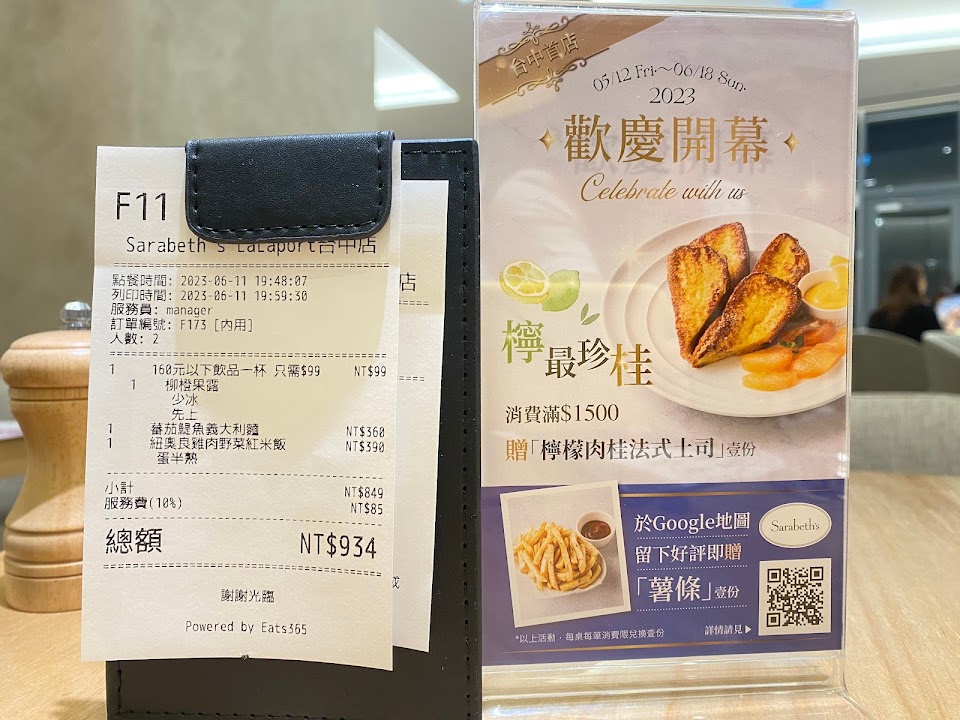 F11
Sarabeth's LaLaport台中店
點餐時間: 2023-06-11 19:48:07
列印時間: 2023-06-11 19:59:30
服務員: manager
訂單編號: F173 [內用]
人數: 2
1 160元以下飲品一杯 只需$99 NT$99
1 柳橙果露
少冰
先上
1 蕃茄鯷魚義大利麵 NT$360
1 紐奧良雞肉野菜紅米飯 NT$390
蛋半熟
小計 NT$849
服務費(10%) NT$85
總額 NT$934
謝謝光臨
Powered by Eats365
店
台中首店
05/12 Fri.～06/18 Sun.
2023
歡慶開幕
Celebrate with us
檸最珍桂
消費滿$1500
贈「檸檬肉桂法式土司」壹份
於Google地圖
留下好評即贈
「薯條」壹份
Sarabeth's
*以上活動，每桌每筆消費限兌換壹份
詳情請見